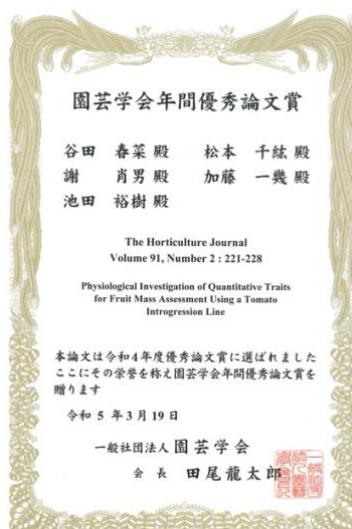 園芸学会年間優秀論文賞
谷田 春菜 殿 松本 千紘 殿
謝 肖男 殿 加藤 一幾 殿
池田 裕樹 殿
The Horticulture Journal
Volume 91, Number 2 : 221-228
Physiological Investigation of Quantitative Traits
for Fruit Mass Assessment Using a Tomato
Introgression Line
本論文は令和4年度優秀論文賞に選ばれました
ここにその栄誉を称え園芸学会年間優秀論文賞を
贈ります
令和 5 年 3 月 19 日
一般社団法人 園芸学会
会 長 田尾龍太郎